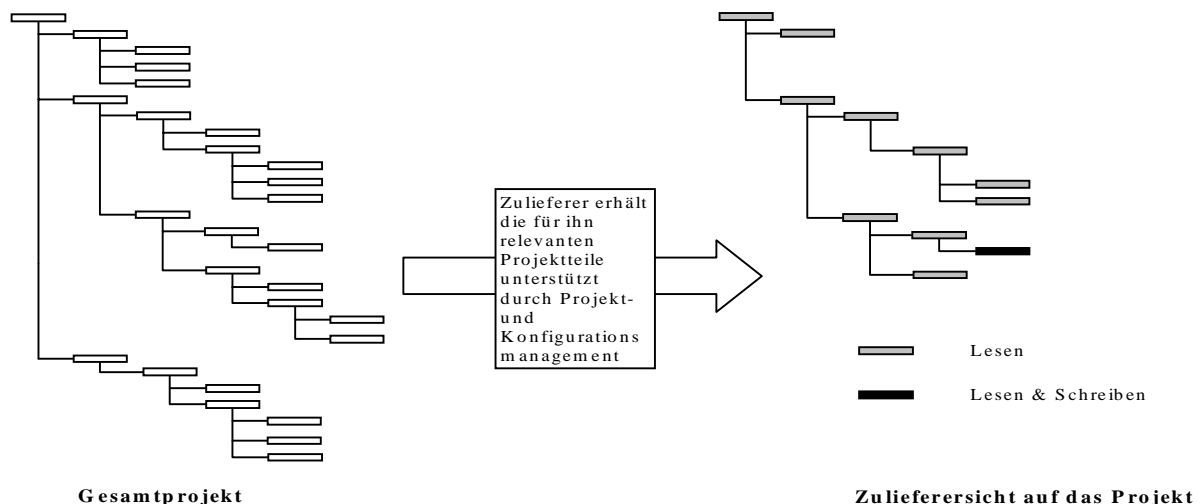 Zulieferer erhält
die für ihn
relevanten
Projektteile
unterstützt
durch Projekt-
und
Konfigurations
management
Lesen
Lesen & Schreiben
Gesamtprojekt
Zulieferersicht auf das Projekt